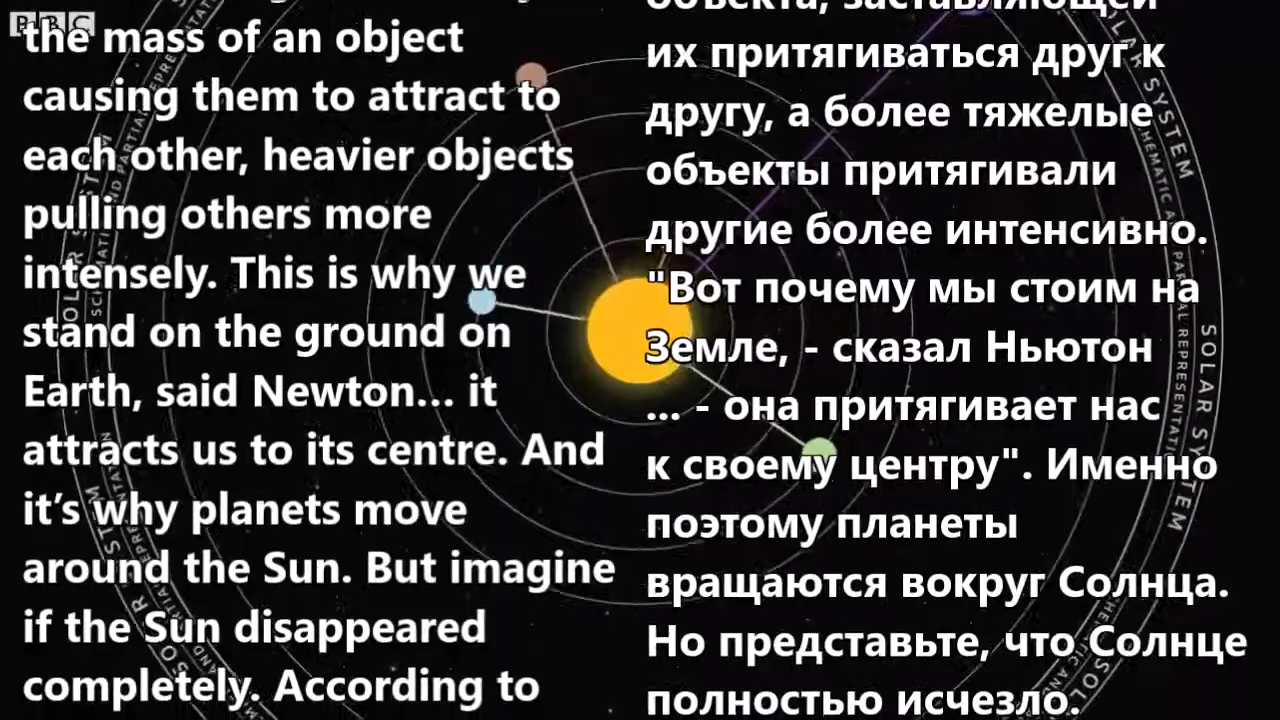 BBC
the mass of an object
causing them to attract to
each other, heavier objects
pulling others more
intensely. This is why we
stand on the ground on
Earth, said Newton... it
attracts us to its centre. And
it's why planets move
around the Sun. But imagine
if the Sun disappeared
completely. According to
объекта, заставляющей
их притягиваться друг к
другу, а более тяжелые
объекты притягивали
другие более интенсивно.
"Вот почему мы стоим на
Земле, - сказал Ньютон
... - она притягивает нас
к своему центру". Именно
поэтому планеты
вращаются вокруг Солнца.
Но представьте, что Солнце
полностью исчезло.
SOLAR SYSTEM